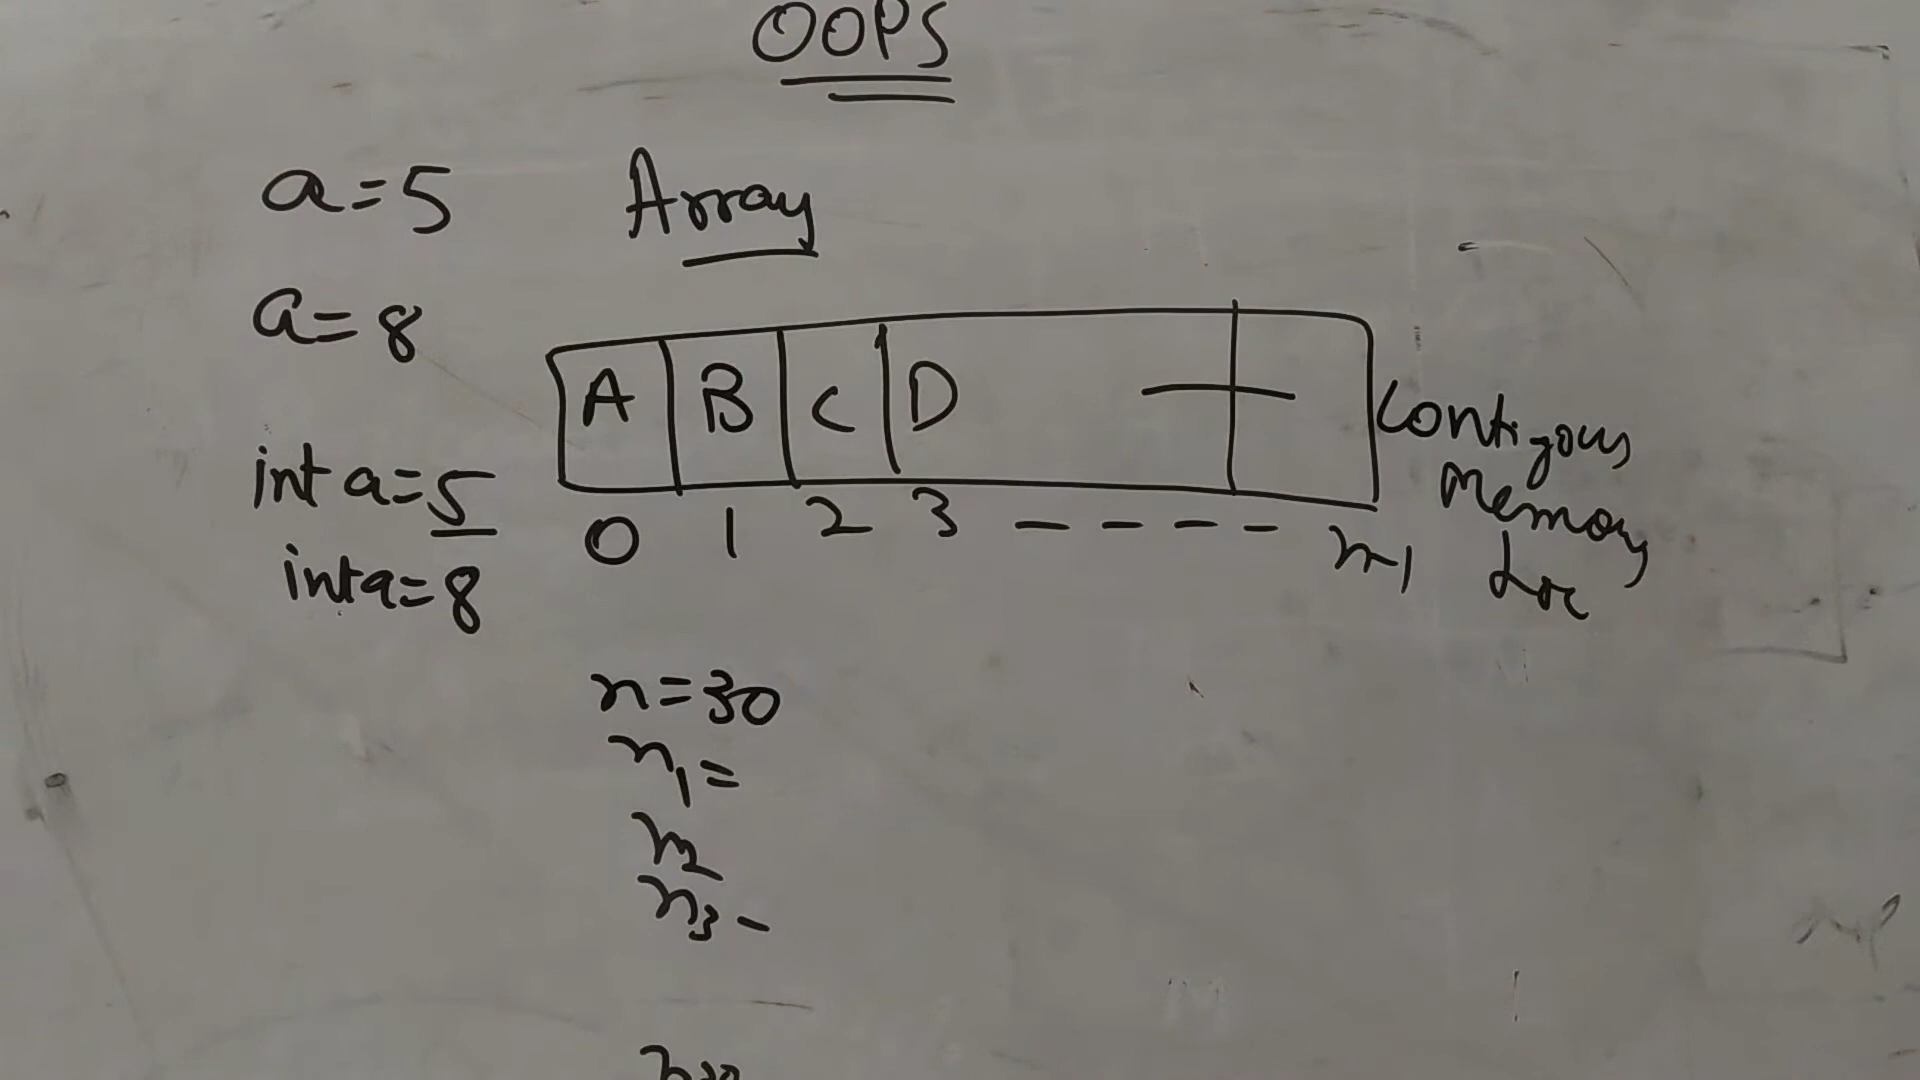 OOPS
a=5
Array
a=8
A B C D
int a=5
0 1 2 3 ---- n-1
Contigous
Memory
Loc
int a=8
n=30
n1=
n2
n3-